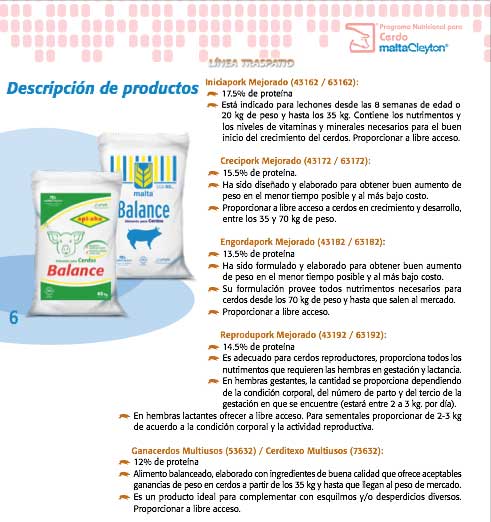 Programa Nutricional para
Cerdo
maltaCleyton®
LÍNEA TRASPATIO
Descripción de productos
Iniciapork Mejorado (43162 / 63162):
17.5% de proteína
Está indicado para lechones desde las 8 semanas de edad o
20 kg de peso y hasta los 35 kg. Contiene los nutrimentos y
los niveles de vitaminas y minerales necesarios para el buen
inicio del crecimiento del cerdos. Proporcionar a libre acceso.
Crecipork Mejorado (43172 / 63172):
15.5% de proteína.
Ha sido diseñado y elaborado para obtener buen aumento de
peso en el menor tiempo posible y al más bajo costo.
Proporcionar a libre acceso a cerdos en crecimiento y desarrollo,
entre los 35 y 70 kg de peso.
Engordapork Mejorado (43182 / 63182):
13.5% de proteína
Ha sido formulado y elaborado para obtener buen aumento
de peso en el menor tiempo posible y al más bajo costo.
Su formulación provee todos nutrimentos necesarios para
cerdos desde los 70 kg de peso y hasta que salen al mercado.
Proporcionar a libre acceso.
Reprodupork Mejorado (43192 / 63192):
14.5% de proteína
Es adecuado para cerdos reproductores, proporciona todos los
nutrimentos que requieren las hembras en gestación y lactancia.
En hembras gestantes, la cantidad se proporciona dependiendo
de la condición corporal, del número de parto y del tercio de la
gestación en que se encuentre (estará entre 2 a 3 kg. por día).
En hembras lactantes ofrecer a libre acceso. Para sementales proporcionar de 2-3 kg
de acuerdo a la condición corporal y la actividad reproductiva.
Ganacerdos Multiusos (53632) / Cerditexo Multiusos (73632):
12% de proteína
Alimento balanceado, elaborado con ingredientes de buena calidad que ofrece aceptables
ganancias de peso en cerdos a partir de los 35 kg y hasta que llegan al peso de mercado.
Es un producto ideal para complementar con esquilmos y/o desperdicios diversos.
Proporcionar a libre acceso.
malta
Balance
Alimento para Cerdos
api-aba
Cerdos
Balance
40 kg
6